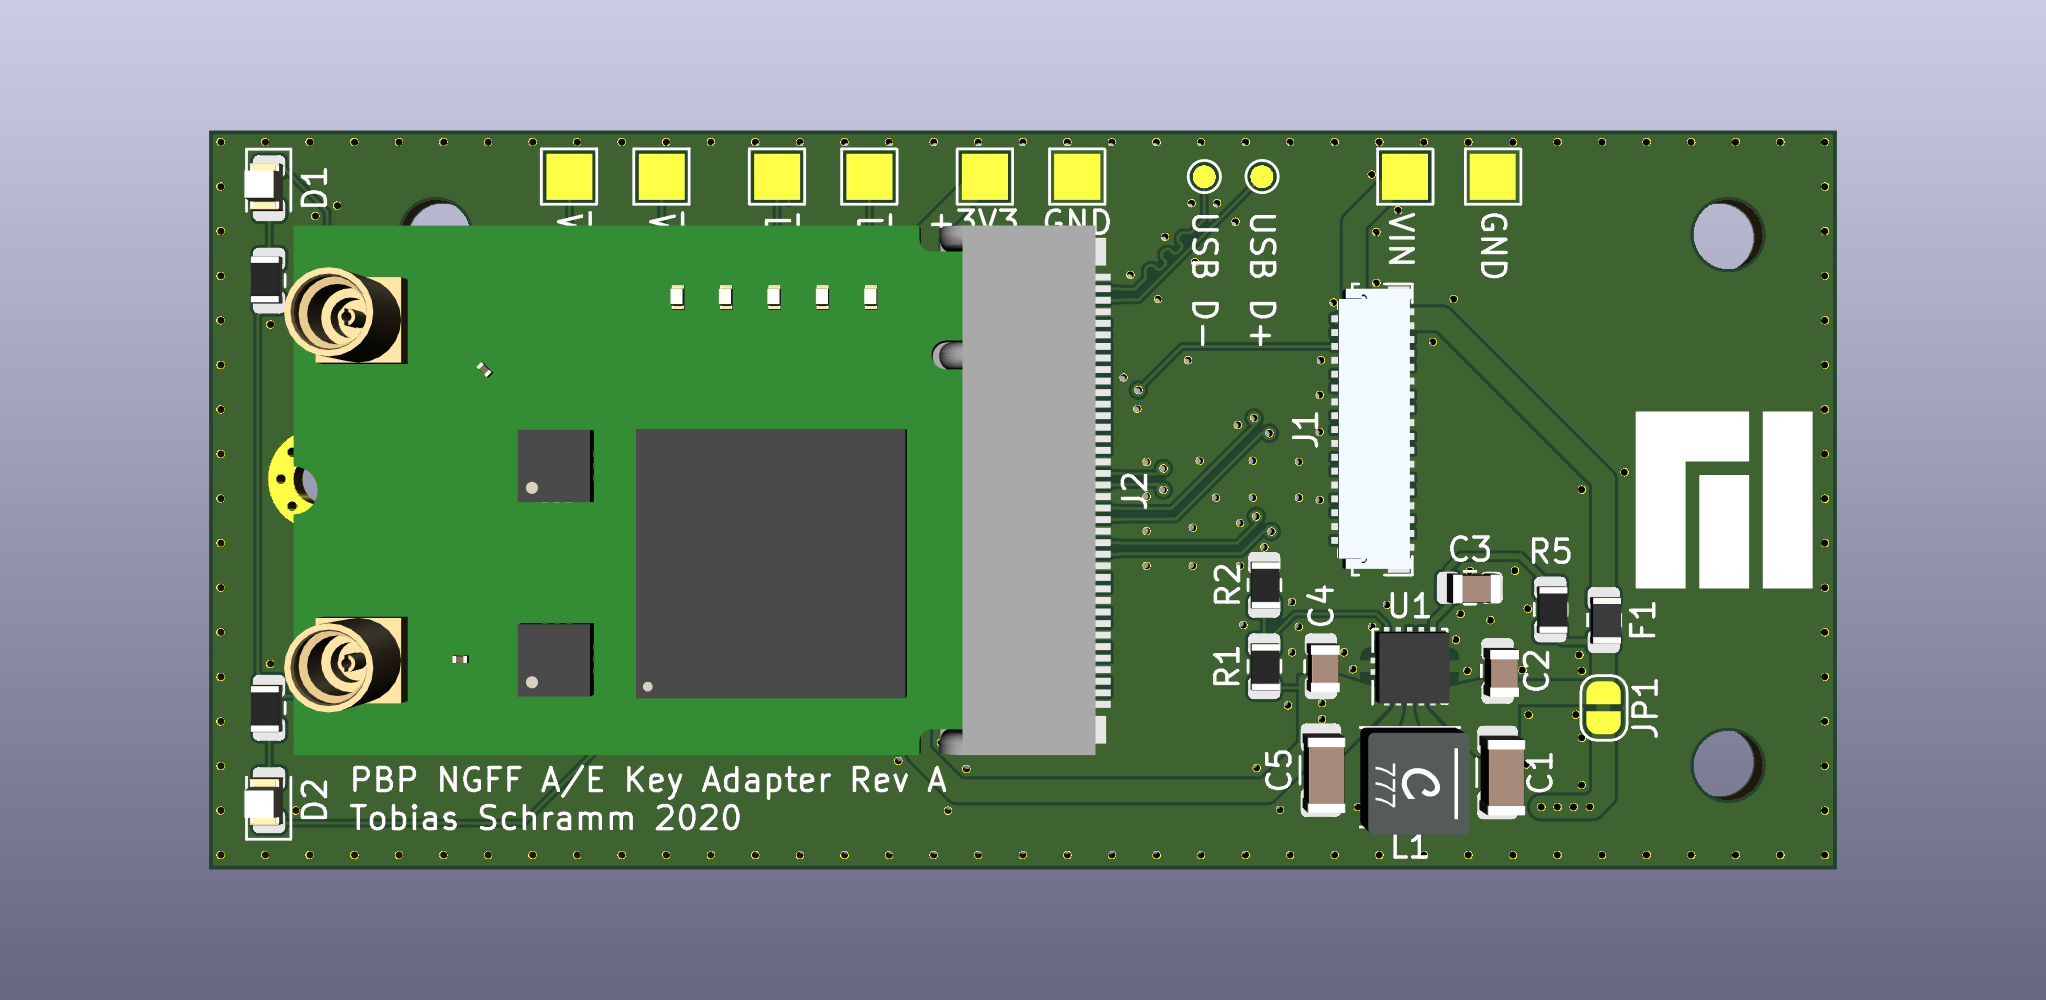 D1
+3V3
GND
USB D-
USB D+
VIN
GND
J1
J2
C3
R5
R2
C4
U1
F1
R1
C2
JP1
C5
C
777
C1
L1
D2
PBP NGFF A/E Key Adapter Rev A
Tobias Schramm 2020